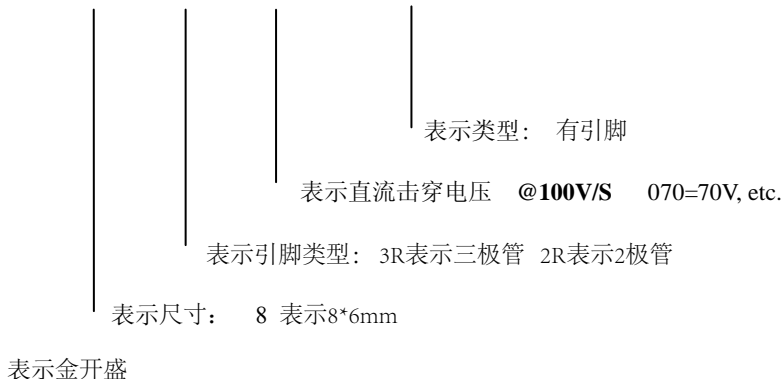 表示类型: 有引脚
表示直流击穿电压 @100V/S 070=70V, etc.
表示引脚类型: 3R表示三极管 2R表示2极管
表示尺寸: 8 表示8*6mm
表示金开盛